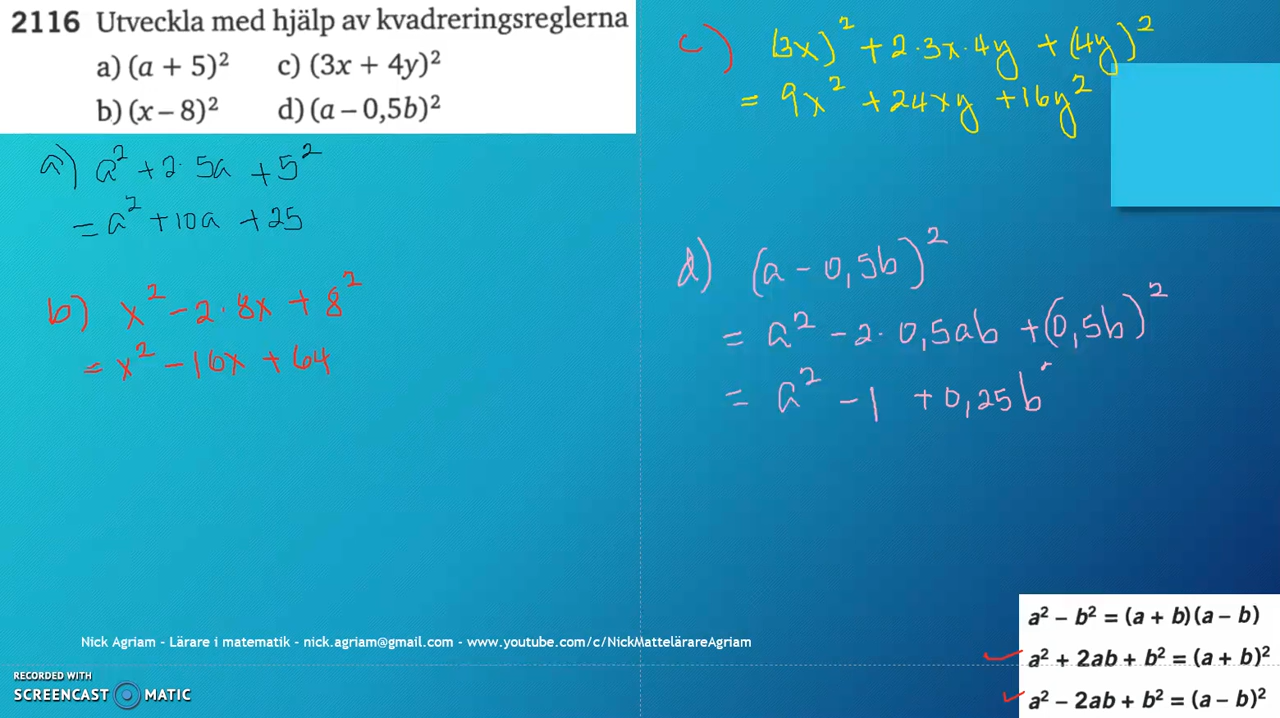 2116 Utveckla med hjälp av kvadreringsreglerna
a) (a + 5)² c) (3x + 4y)²
b) (x – 8)² d) (a – 0,5b)²
a) a² + 2· 5a + 5²
= a² + 10a + 25
b) x² – 2· 8x + 8²
= x² – 16x + 64
c) (3x)² + 2·3x·4y + (4y)²
= 9x² + 24xy + 16y²
d) (a – 0,5b)²
= a² – 2· 0,5ab + (0,5b)²
= a² – 1 + 0,25b
Nick Agriam - Lärare i matematik - nick.agriam@gmail.com - www.youtube.com/c/NickMattelärareAgriam
RECORDED WITH
SCREENCAST MATIC
a² – b² = (a + b)(a – b)
a² + 2ab + b² = (a + b)²
a² – 2ab + b² = (a – b)²